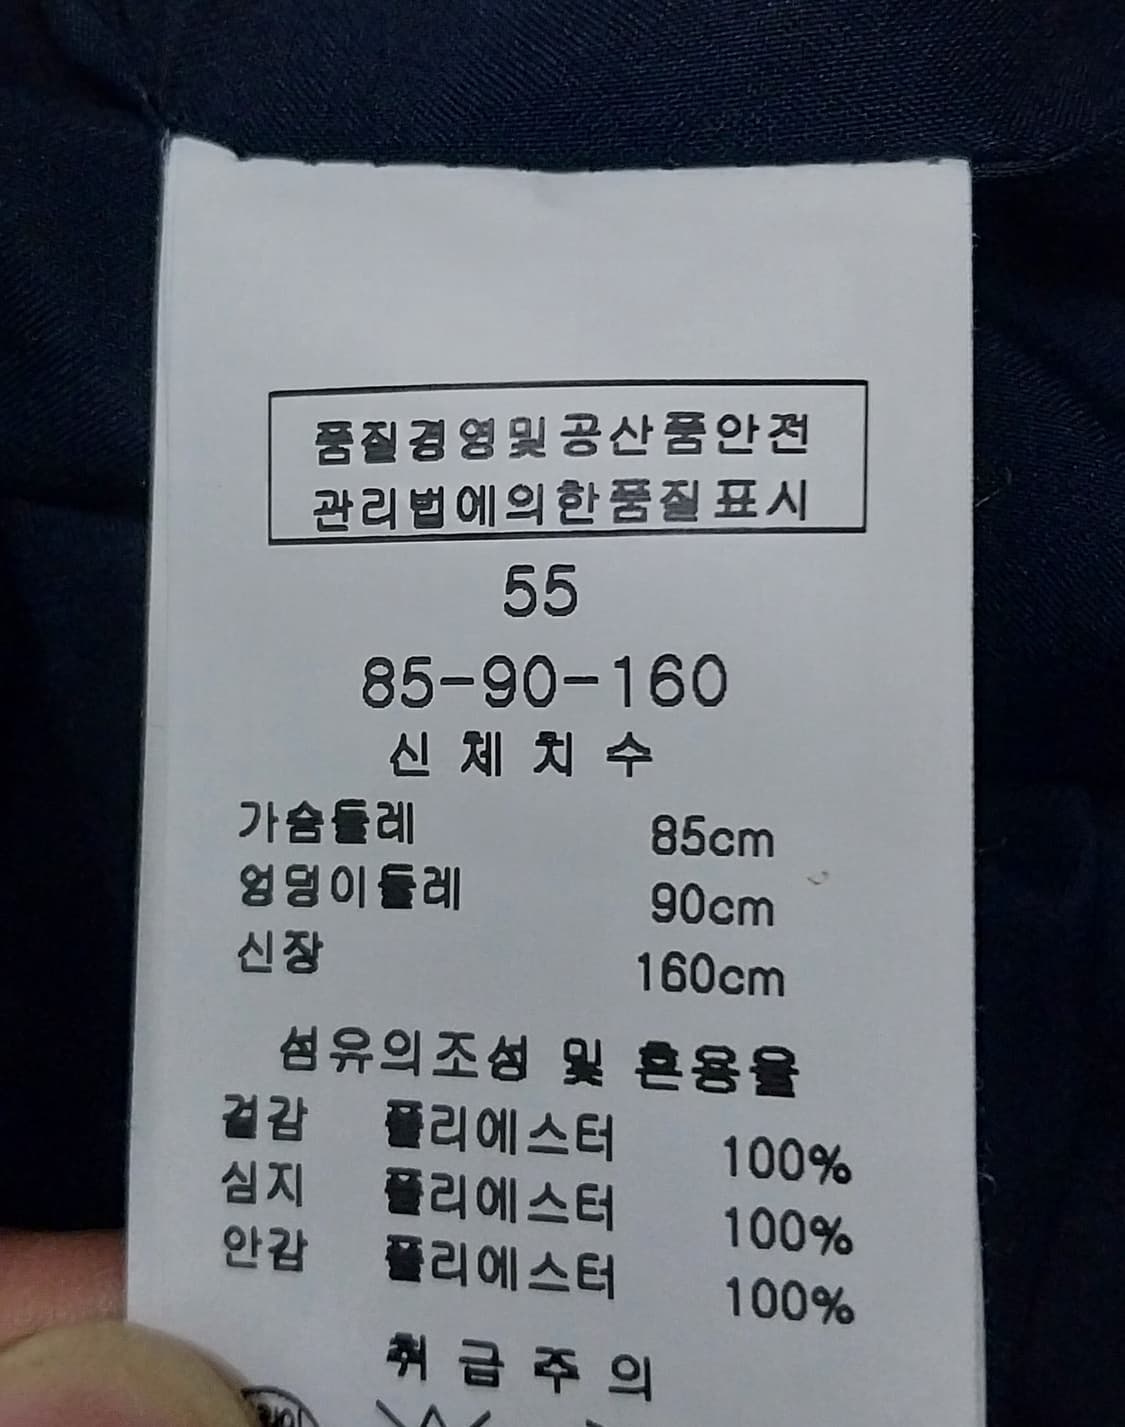 품질경영및공산품안전
관리법에의한품질표시
55
85-90-160
신체치수
가슴둘레 85cm
엉덩이둘레 90cm
신장 160cm
섬유의조성 및 혼용율
겉감 폴리에스터 100%
심지 폴리에스터 100%
안감 폴리에스터 100%
취급주의